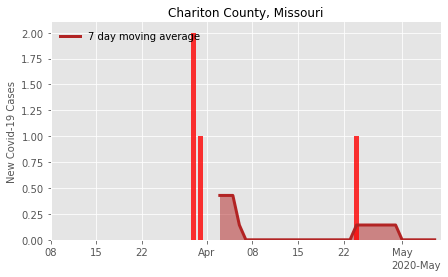 Chariton County, Missouri
7 day moving average
New Covid-19 Cases
2.00
1.75
1.50
1.25
1.00
0.75
0.50
0.25
0.00
08 15 22 Apr 08 15 22 May
2020-May